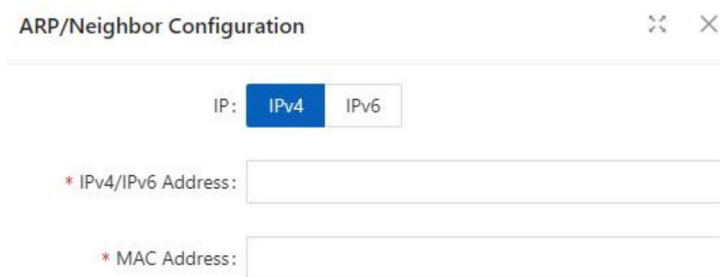 ARP/Neighbor Configuration
IP: IPv4 IPv6
* IPv4/IPv6 Address:
* MAC Address: